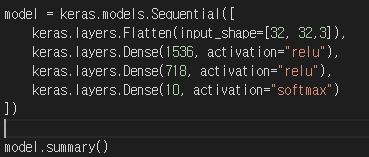 model = keras.models.Sequential([
    keras.layers.Flatten(input_shape=[32, 32,3]),
    keras.layers.Dense(1536, activation="relu"),
    keras.layers.Dense(718, activation="relu"),
    keras.layers.Dense(10, activation="softmax")
])
model.summary()